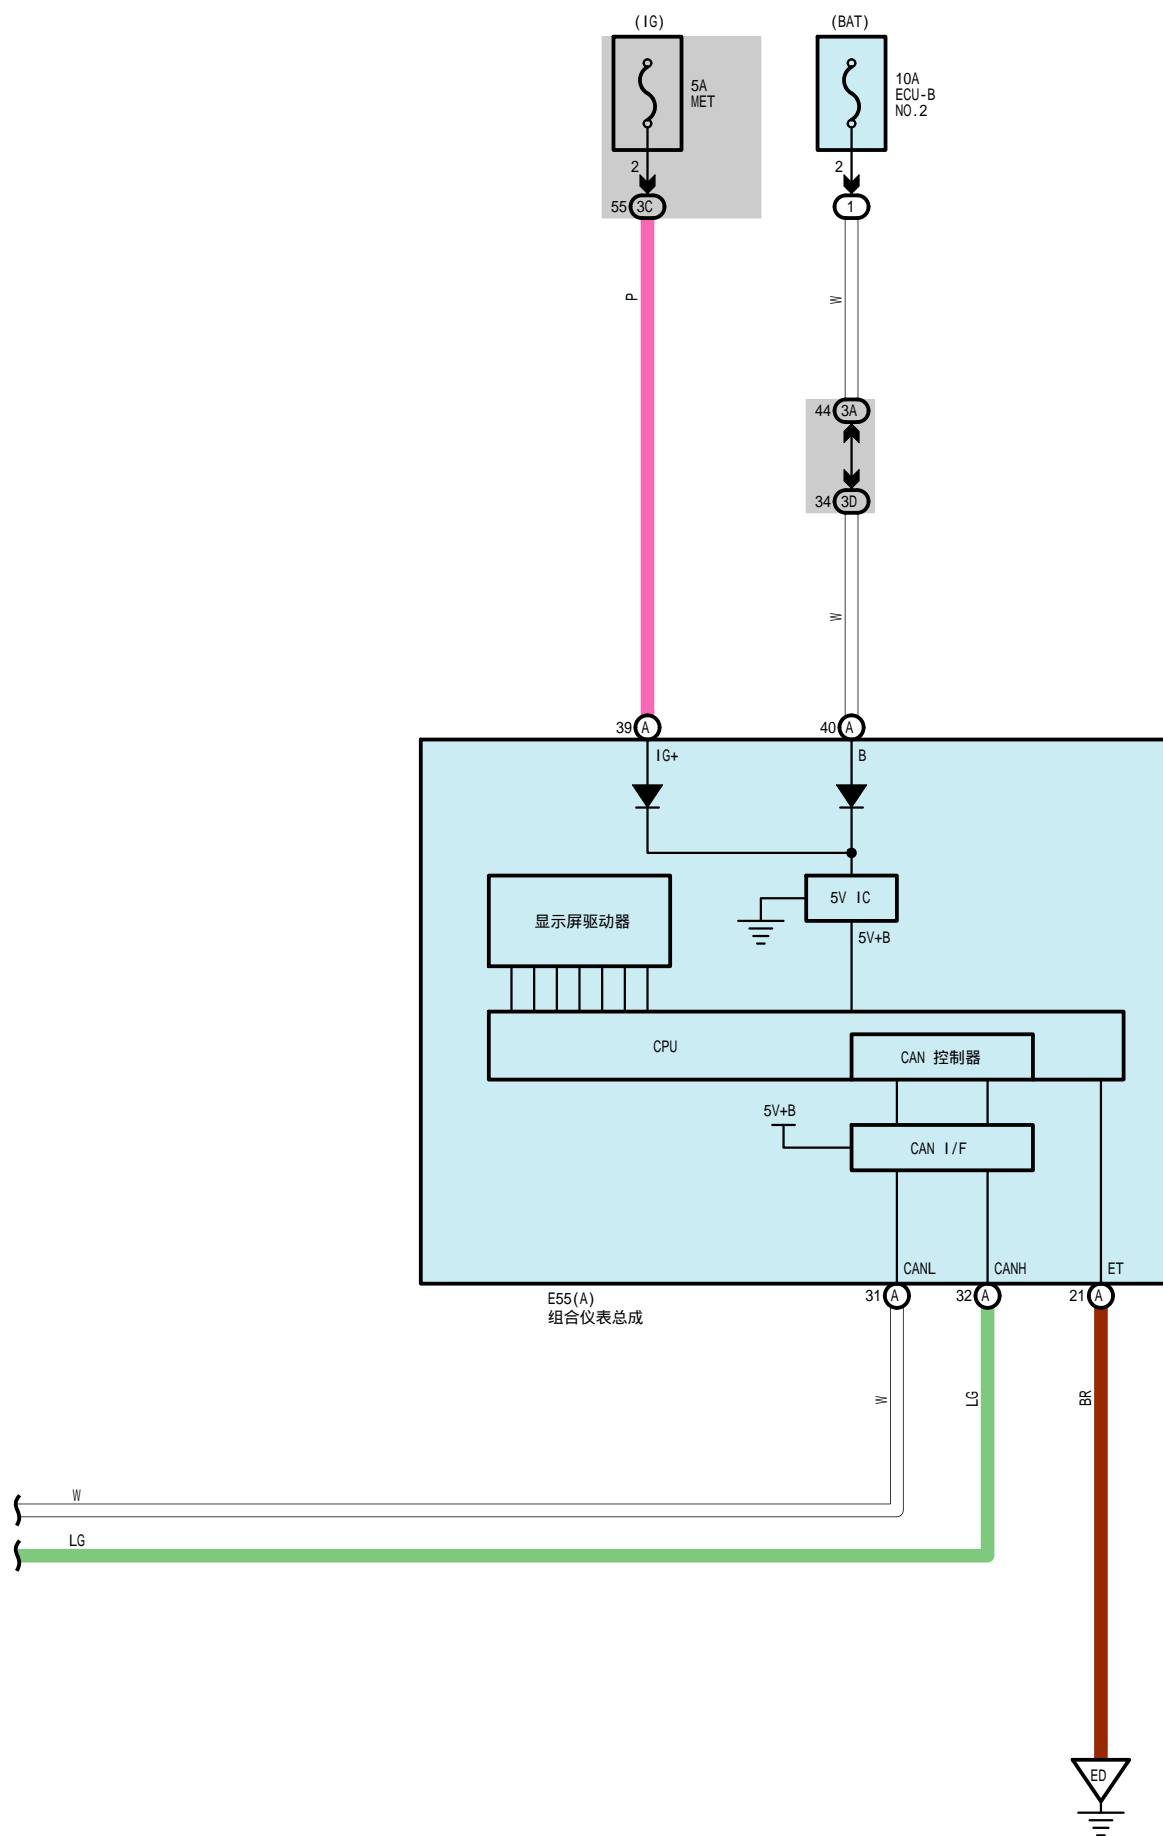 (IG)
(BAT)
5A
MET
10A
ECU-B
NO.2
2
2
55
3C
1
P
W
44
3A
34
3D
W
39
A
40
A
IG+
B
显示屏驱动器
5V IC
5V+B
CPU
CAN 控制器
5V+B
CAN I/F
CANL
CANH
ET
E55(A)
组合仪表总成
31
A
32
A
21
A
W
LG
BR
W
LG
ED